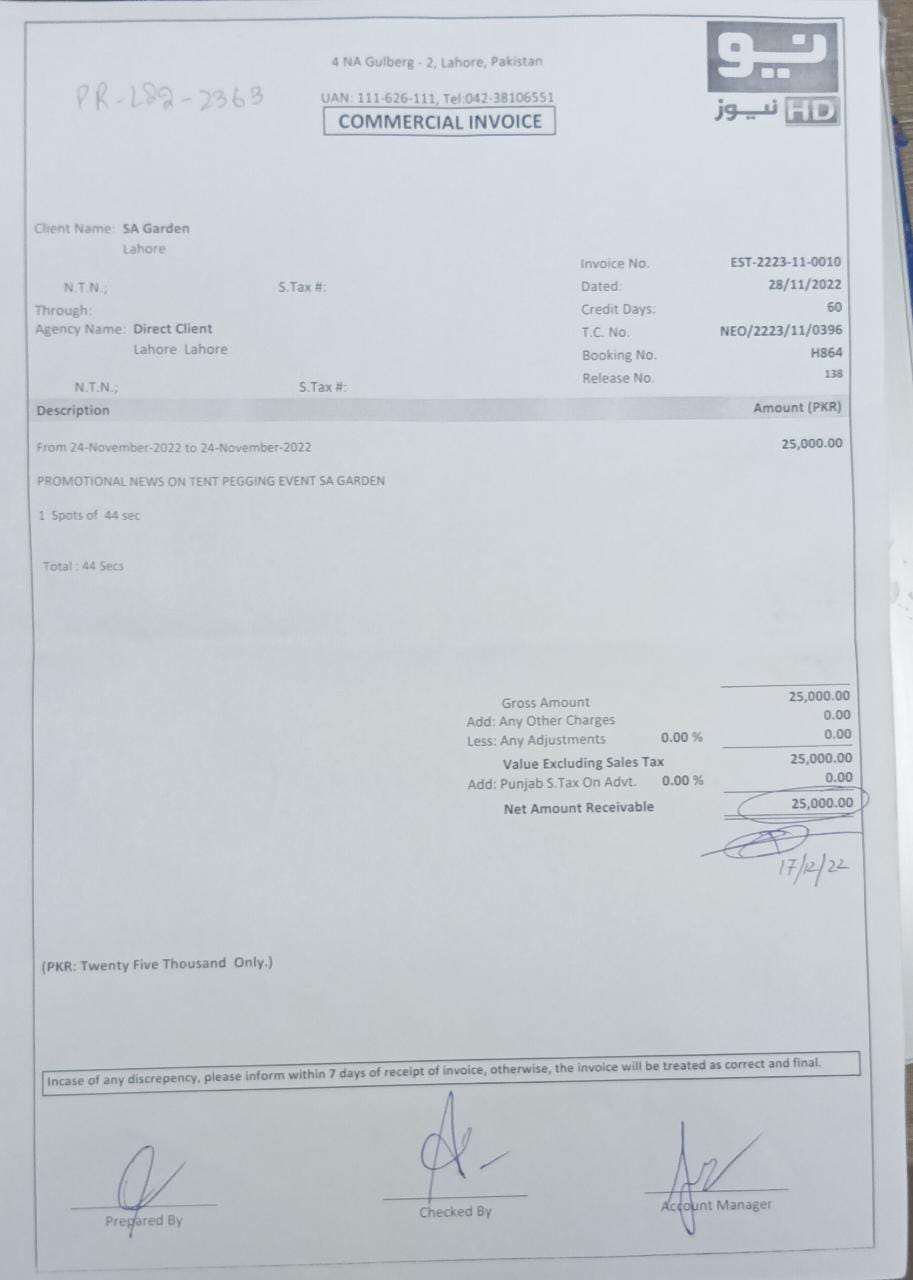 نیو
نیوز HD
4 NA Gulberg - 2, Lahore, Pakistan
PR-182-2363
UAN: 111-626-111, Tel:042-38106551
COMMERCIAL INVOICE
Client Name: SA Garden
Lahore
Invoice No. EST-2223-11-0010
N.T.N.; S.Tax #: Dated: 28/11/2022
Through: Credit Days: 60
Agency Name: Direct Client T.C. No. NEO/2223/11/0396
Lahore Lahore Booking No. H864
N.T.N.; S.Tax #: Release No. 138
Description Amount (PKR)
From 24-November-2022 to 24-November-2022 25,000.00
PROMOTIONAL NEWS ON TENT PEGGING EVENT SA GARDEN
1 Spots of 44 sec
Total : 44 Secs
Gross Amount 25,000.00
Add: Any Other Charges 0.00
Less: Any Adjustments 0.00 % 0.00
Value Excluding Sales Tax 25,000.00
Add: Punjab S.Tax On Advt. 0.00 % 0.00
Net Amount Receivable 25,000.00
17/12/22
(PKR: Twenty Five Thousand Only.)
Incase of any discrepency, please inform within 7 days of receipt of invoice, otherwise, the invoice will be treated as correct and final.
Prepared By Checked By Account Manager